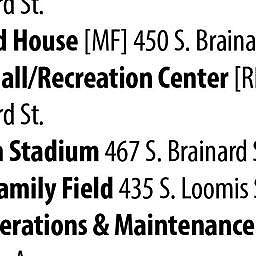 rd St.
d House [MF] 450 S. Braina
all/Recreation Center [R
rd St.
Stadium 467 S. Brainard S
amily Field 435 S. Loomis S
erations & Maintenance